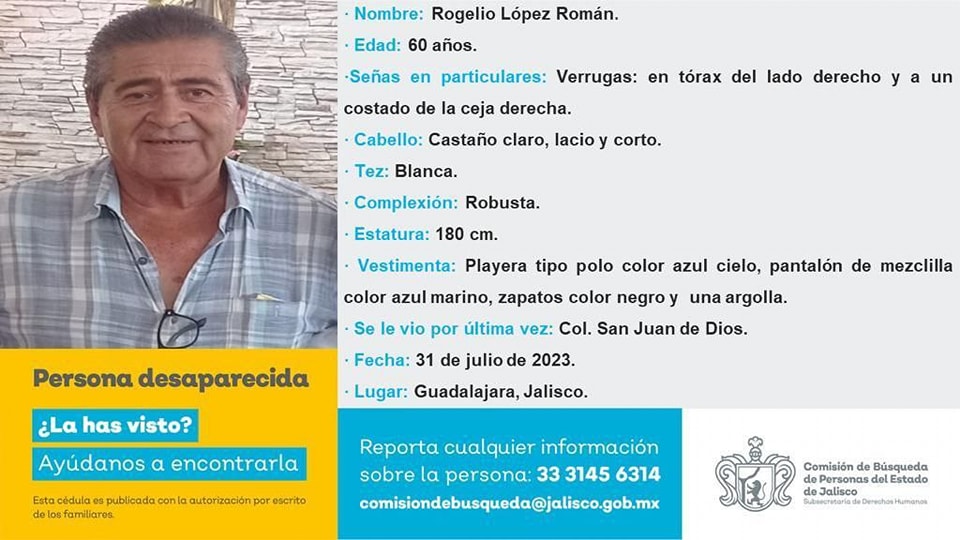 · Nombre: Rogelio López Román.
· Edad: 60 años.
·Señas en particulares: Verrugas: en tórax del lado derecho y a un
costado de la ceja derecha.
· Cabello: Castaño claro, lacio y corto.
· Tez: Blanca.
· Complexión: Robusta.
· Estatura: 180 cm.
· Vestimenta: Playera tipo polo color azul cielo, pantalón de mezclilla
color azul marino, zapatos color negro y una argolla.
· Se le vio por última vez: Col. San Juan de Dios.
· Fecha: 31 de julio de 2023.
· Lugar: Guadalajara, Jalisco.
Persona desaparecida
¿La has visto?
Ayúdanos a encontrarla
Esta cédula es publicada con la autorización por escrito
de los familiares.
Reporta cualquier información
sobre la persona: 33 3145 6314
comisiondebusqueda@jalisco.gob.mx
Comisión de Búsqueda
de Personas del Estado
de Jalisco
Subsecretaría de Derechos Humanos